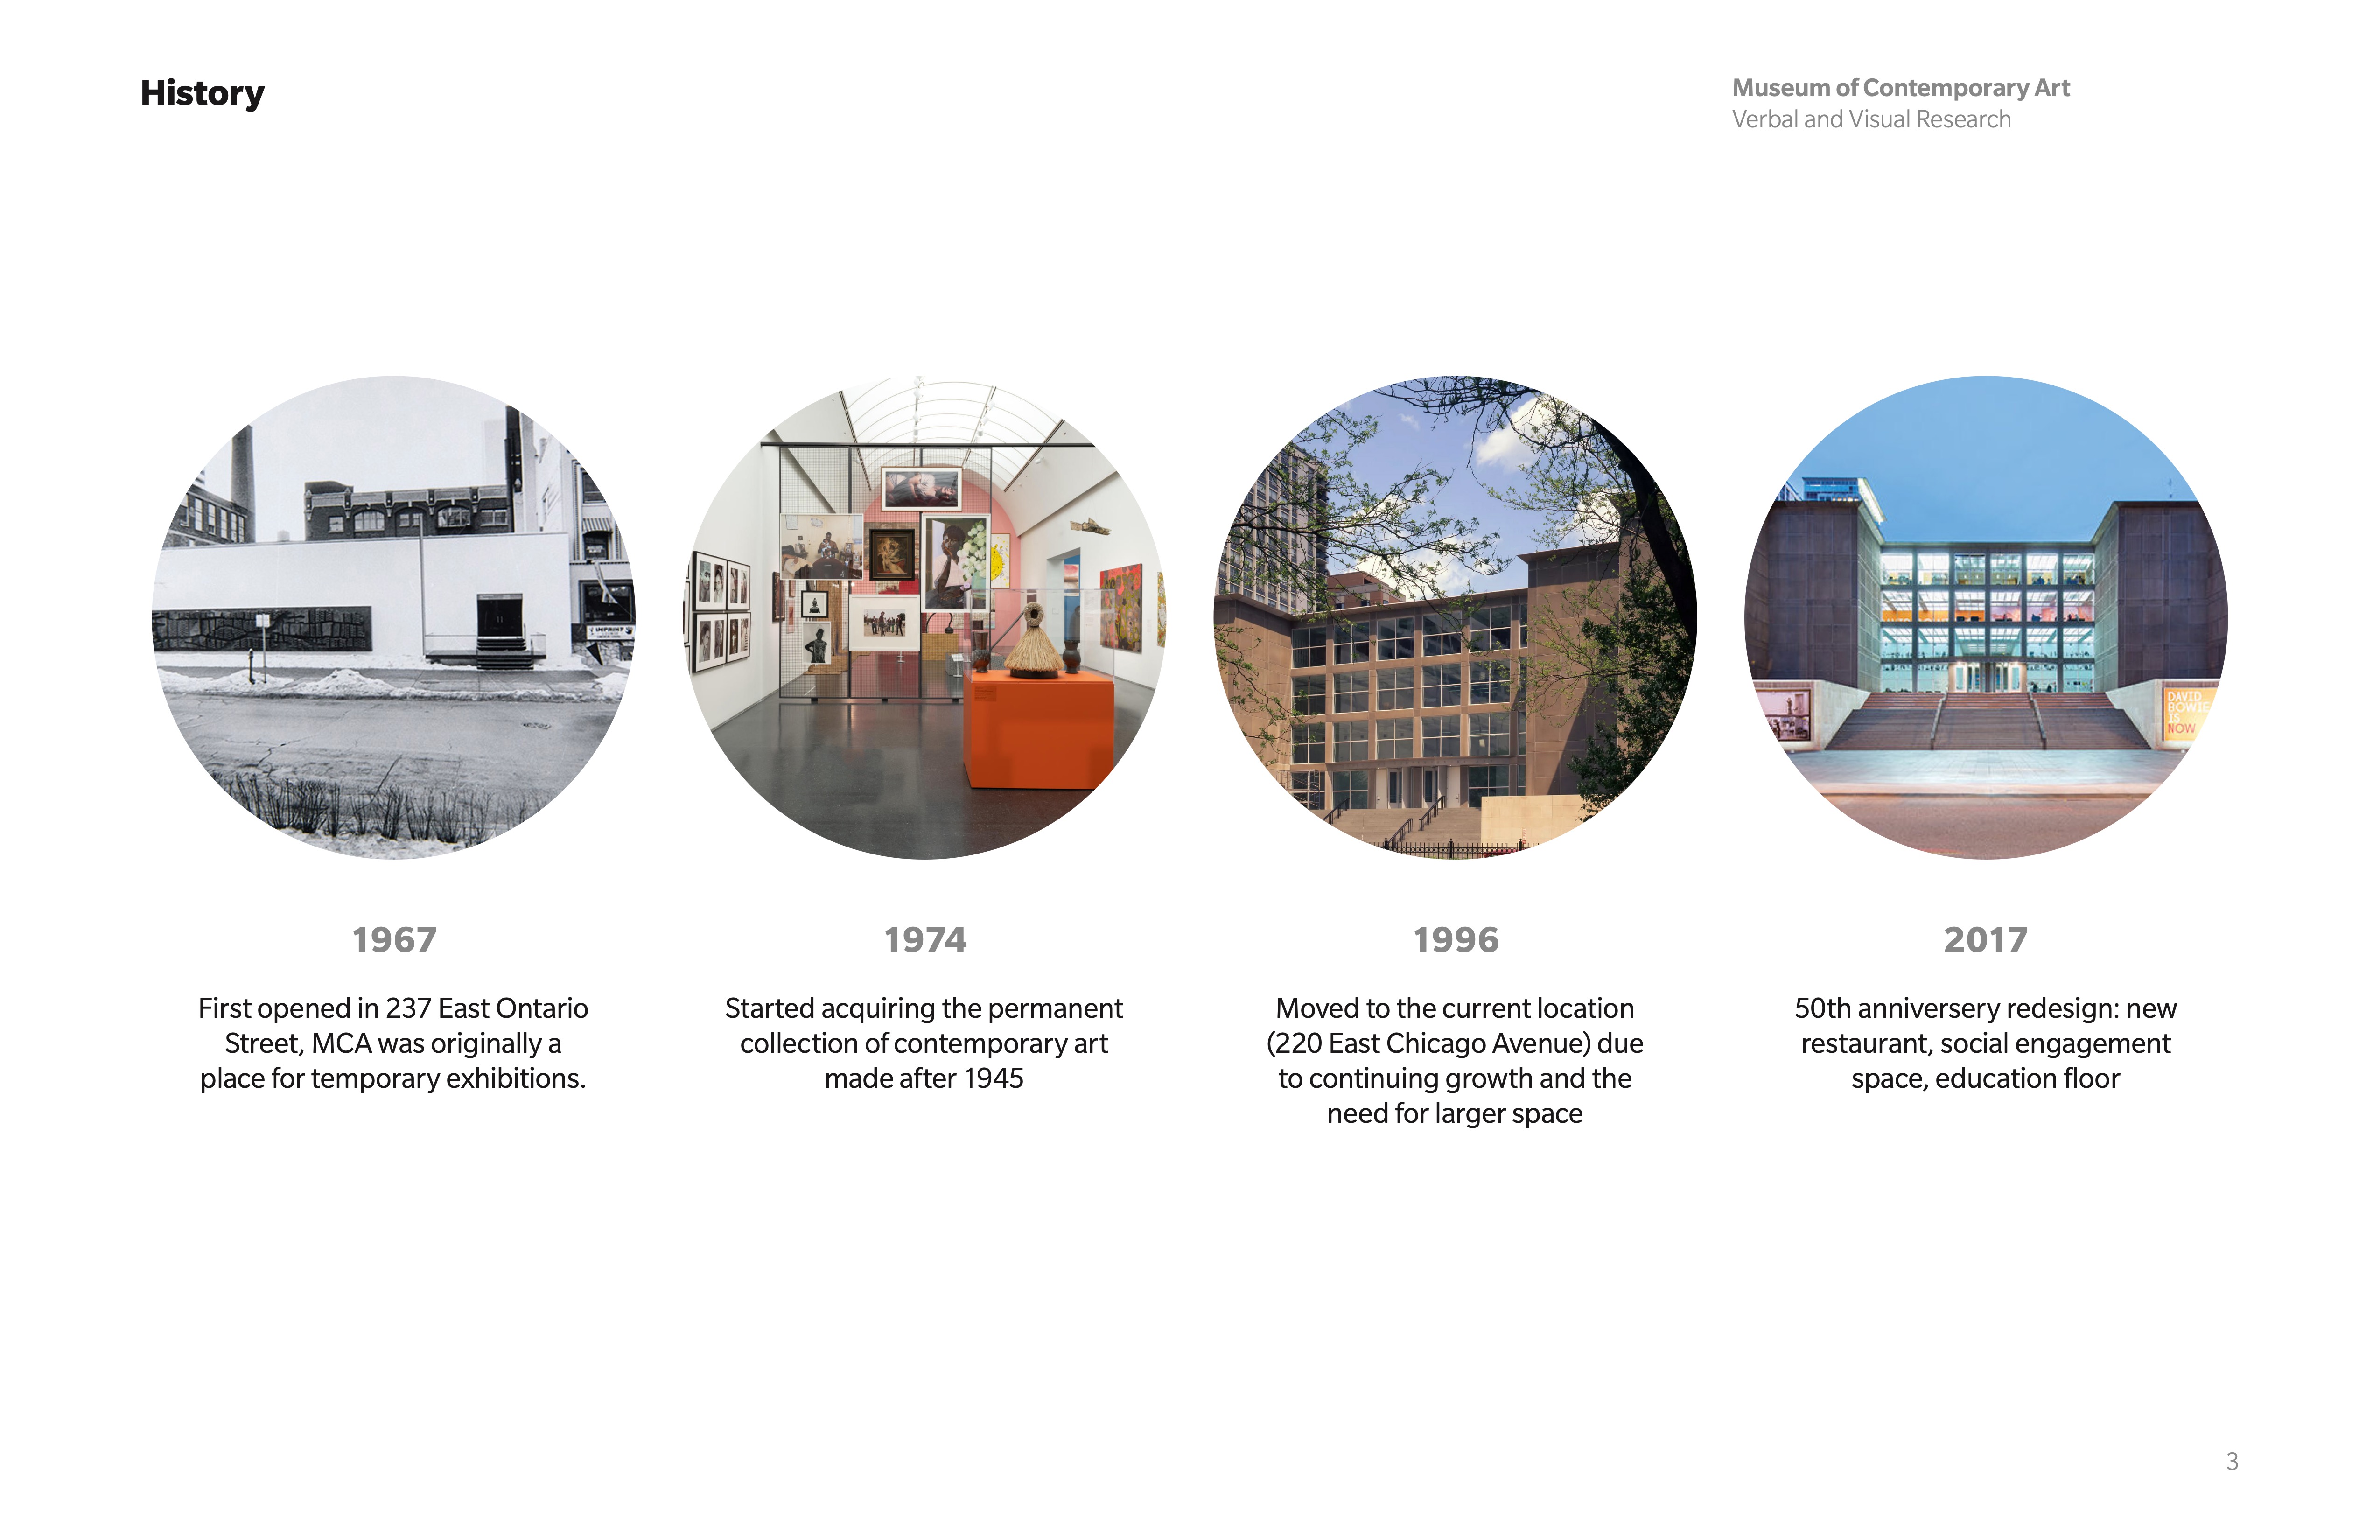 History
Museum of Contemporary Art
Verbal and Visual Research
IMPRINT
DAVID
BOWIE
IS
NOW
1967
First opened in 237 East Ontario
Street, MCA was originally a
place for temporary exhibitions.
1974
Started acquiring the permanent
collection of contemporary art
made after 1945
1996
Moved to the current location
(220 East Chicago Avenue) due
to continuing growth and the
need for larger space
2017
50th anniversery redesign: new
restaurant, social engagement
space, education floor
3